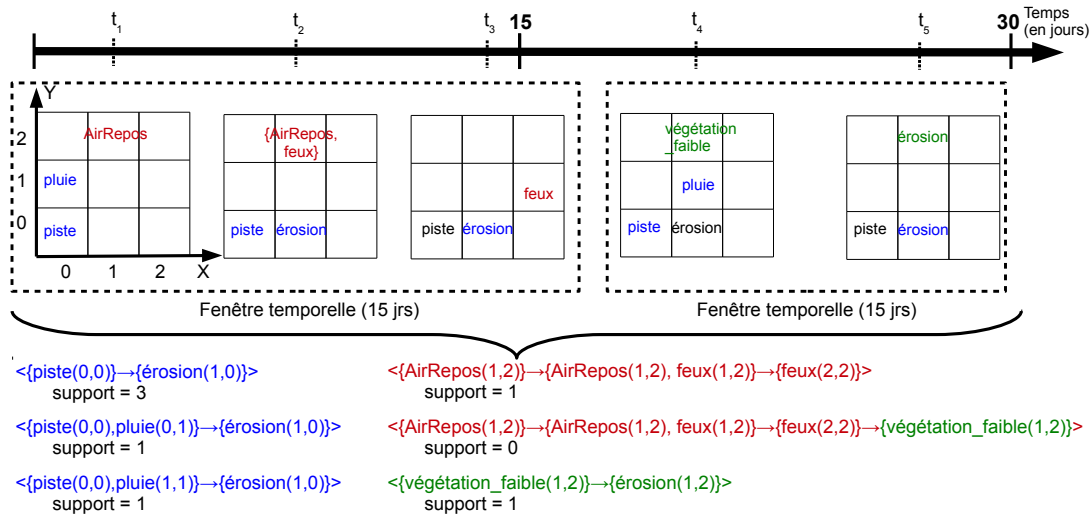 t1 t2 t3 15 t4 t5 30 Temps
(en jours)
Y
2 AirRepos {AirRepos, végétation érosion
feux} _faible
1 pluie feux pluie
0 piste piste érosion piste érosion piste érosion piste érosion
0 1 2 X
Fenêtre temporelle (15 jrs) Fenêtre temporelle (15 jrs)
<{piste(0,0)}→{érosion(1,0)}> <{AirRepos(1,2)}→{AirRepos(1,2), feux(1,2)}→{feux(2,2)}>
support = 3 support = 1
<{piste(0,0),pluie(0,1)}→{érosion(1,0)}> <{AirRepos(1,2)}→{AirRepos(1,2), feux(1,2)}→{feux(2,2)}→{végétation_faible(1,2)}>
support = 1 support = 0
<{piste(0,0),pluie(1,1)}→{érosion(1,0)}> <{végétation_faible(1,2)}→{érosion(1,2)}>
support = 1 support = 1